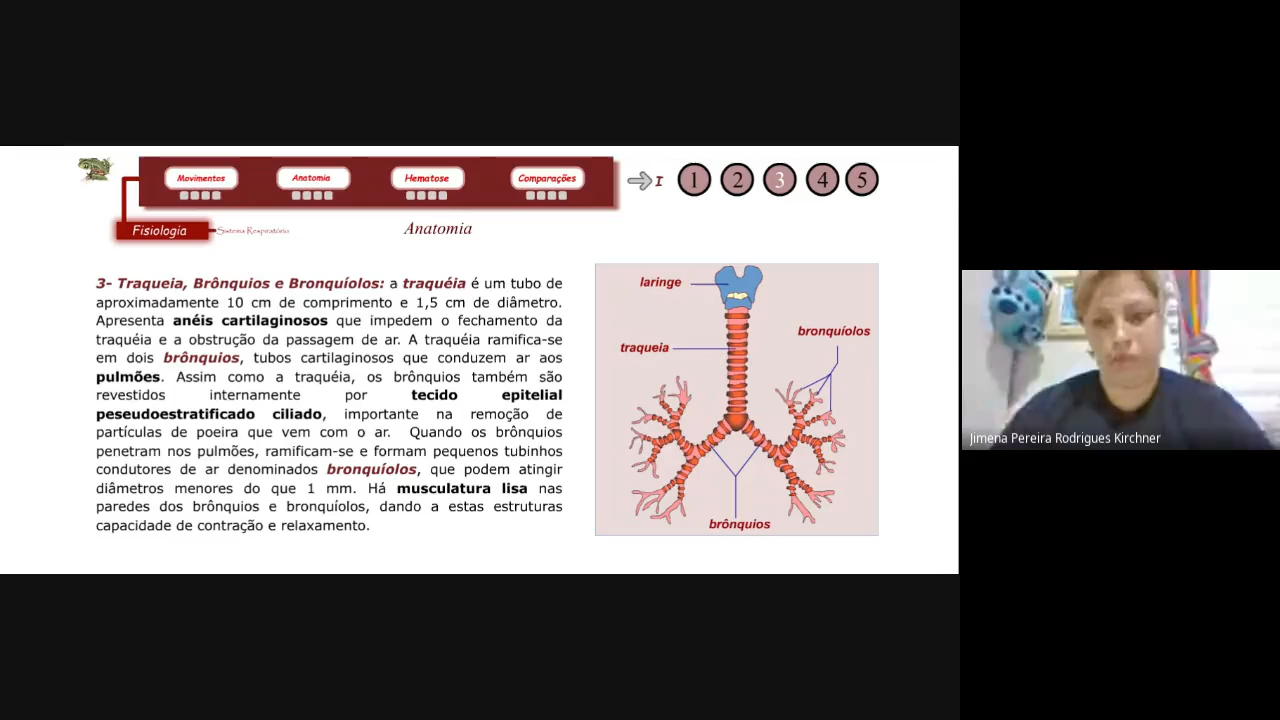 Movimentos
Anatomia
Hematose
Comparações
I
1
2
3
4
5
Fisiologia
Sistema Respiratório
Anatomia
3- Traqueia, Brônquios e Bronquíolos: a traquéia é um tubo de
aproximadamente 10 cm de comprimento e 1,5 cm de diâmetro.
Apresenta anéis cartilaginosos que impedem o fechamento da
traquéia e a obstrução da passagem de ar. A traquéia ramifica-se
em dois brônquios, tubos cartilaginosos que conduzem ar aos
pulmões. Assim como a traquéia, os brônquios também são
revestidos internamente por tecido epitelial
peseudoestratificado ciliado, importante na remoção de
partículas de poeira que vem com o ar. Quando os brônquios
penetram nos pulmões, ramificam-se e formam pequenos tubinhos
condutores de ar denominados bronquíolos, que podem atingir
diâmetros menores do que 1 mm. Há musculatura lisa nas
paredes dos brônquios e bronquíolos, dando a estas estruturas
capacidade de contração e relaxamento.
laringe
bronquíolos
traqueia
brônquios
Jimena Pereira Rodrigues Kirchner